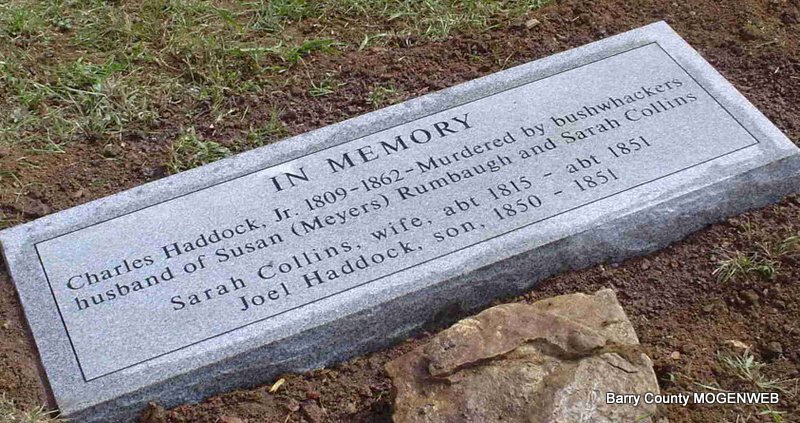 IN MEMORY
Charles Haddock, Jr. 1809-1862-Murdered by bushwhackers
husband of Susan (Meyers) Rumbaugh and Sarah Collins
Sarah Collins, wife, abt 1815 - abt 1851
Joel Haddock, son, 1850 - 1851
Barry County MOGENWEB